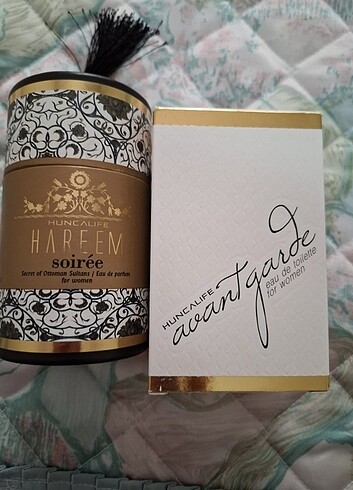 HUNCALIFE
HAREEM
soirée
Secret of Ottoman Sultans / Eau de parfum
for women
HUNCALIFE
avantgarde
eau de toilette
for women